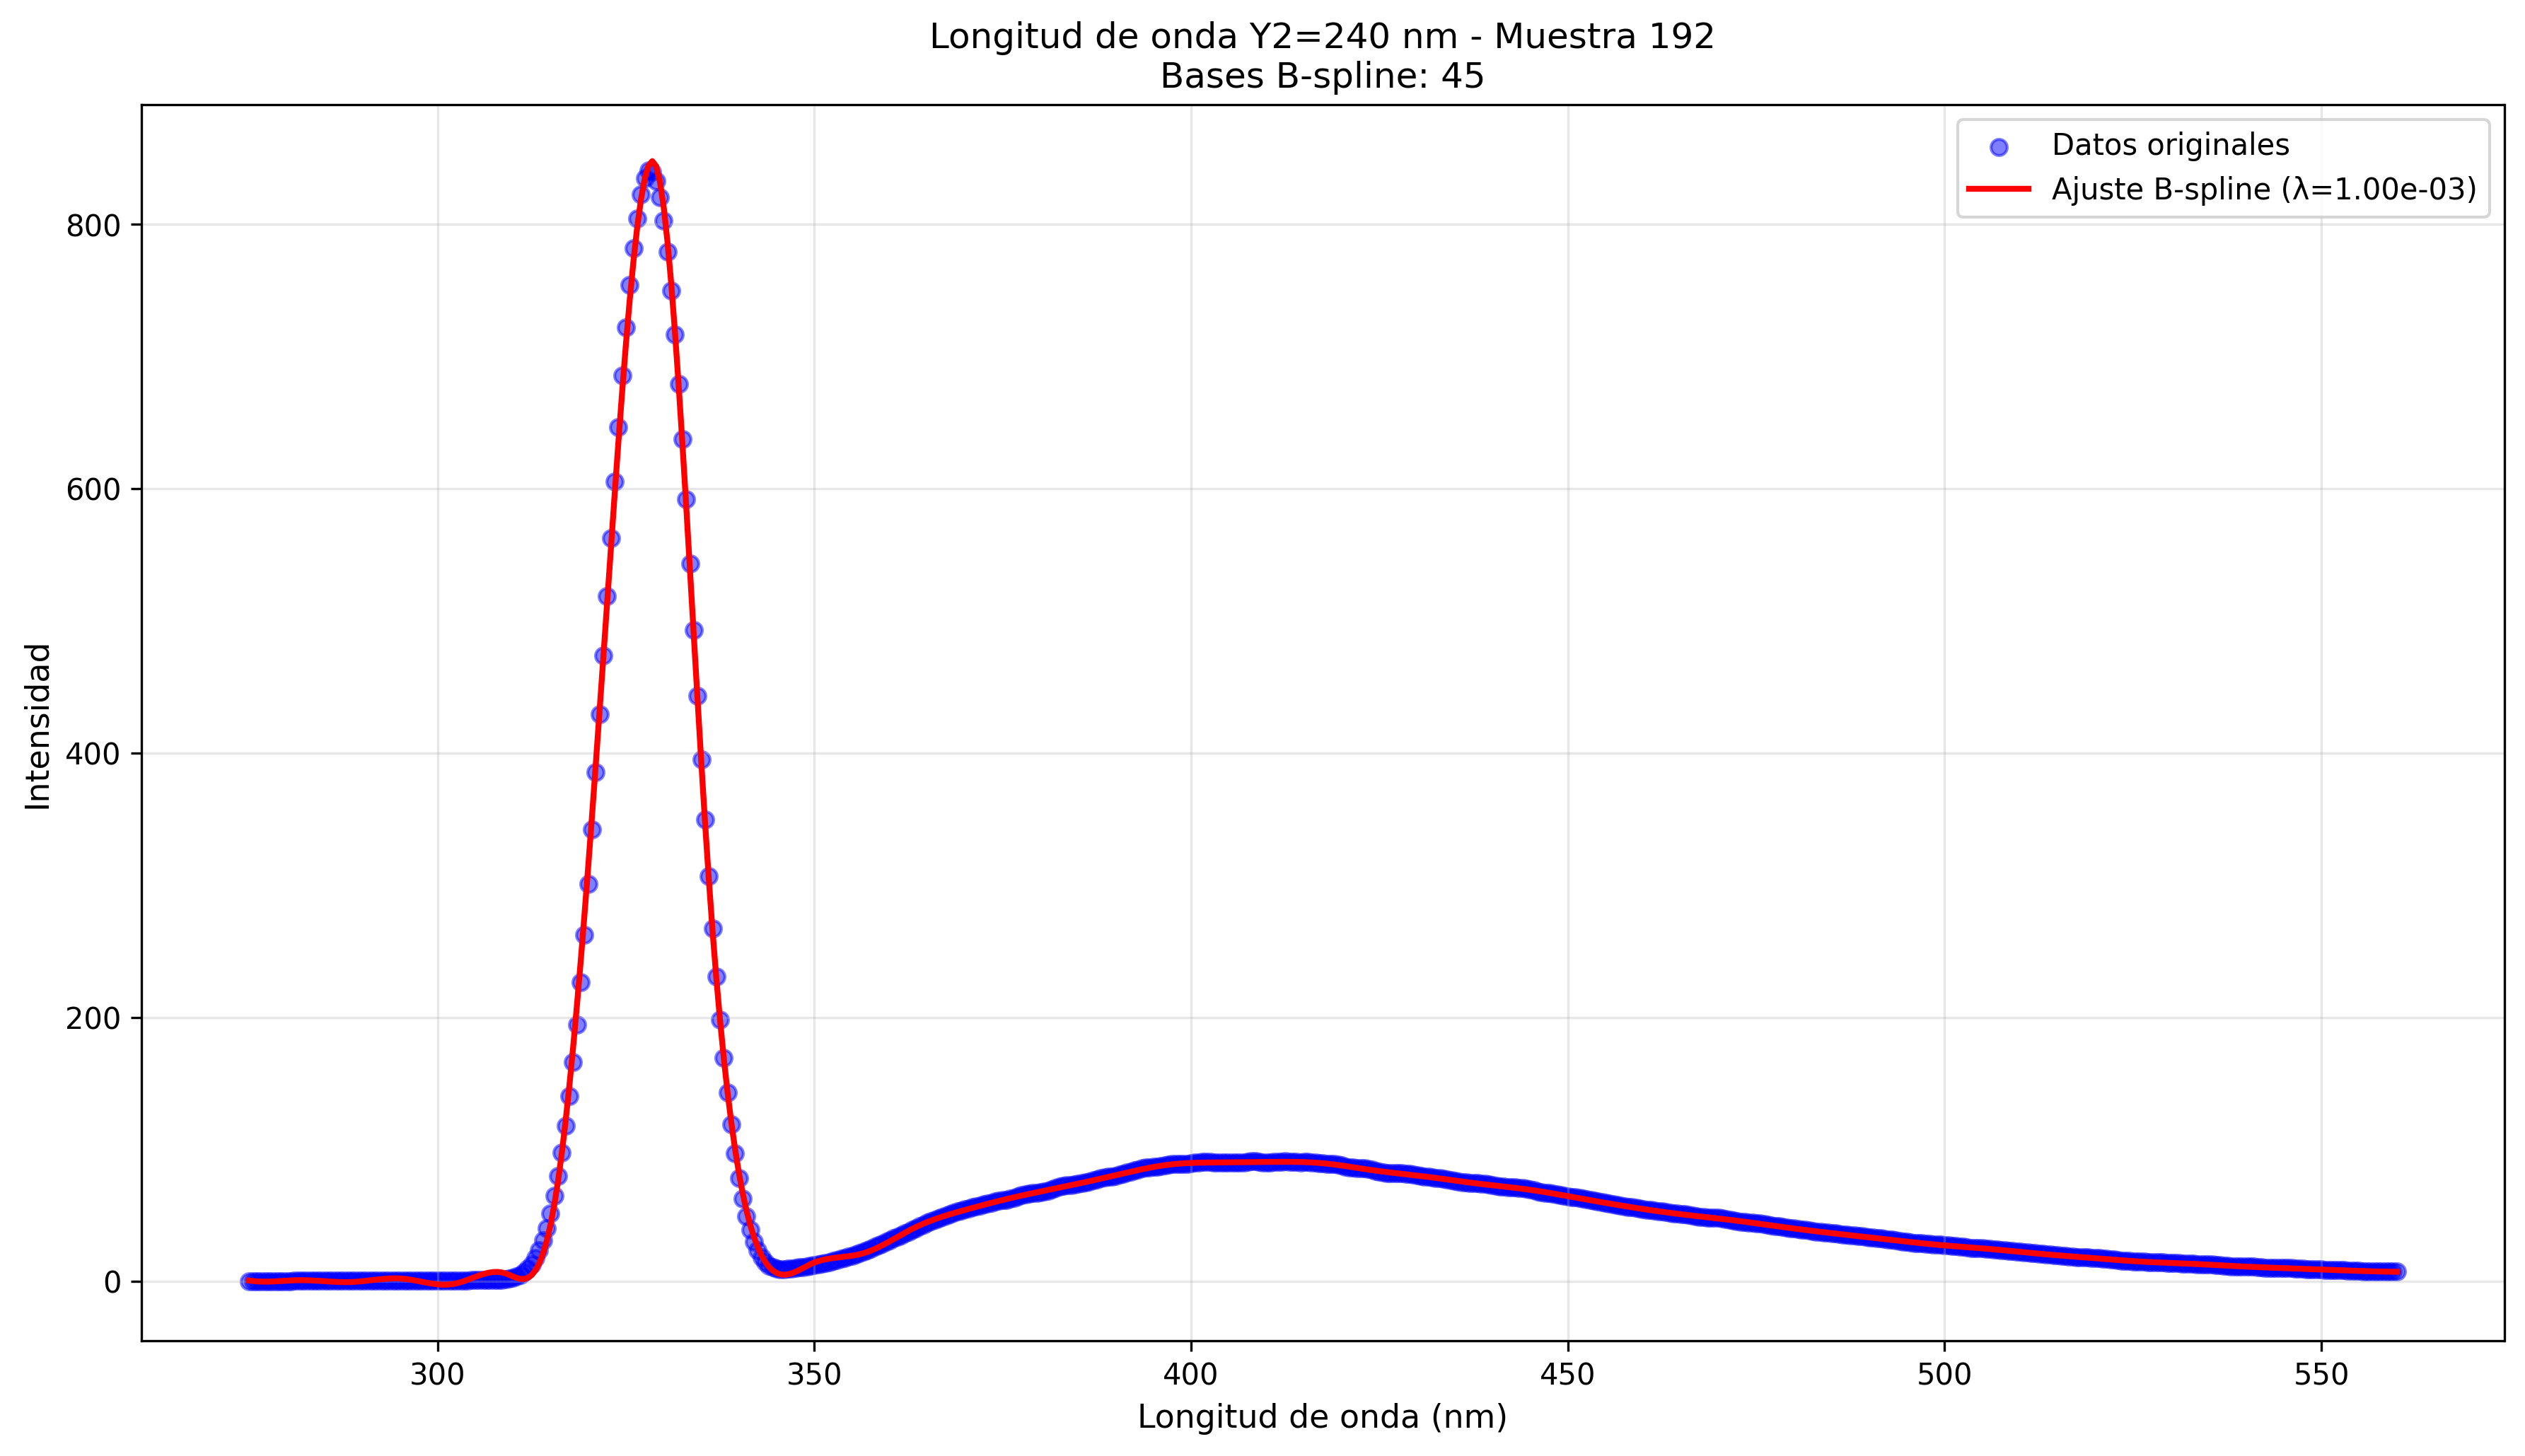 Longitud de onda Y2=240 nm - Muestra 192
Bases B-spline: 45
Datos originales
Ajuste B-spline (λ=1.00e-03)
800
600
400
200
0
Intensidad
300 350 400 450 500 550
Longitud de onda (nm)